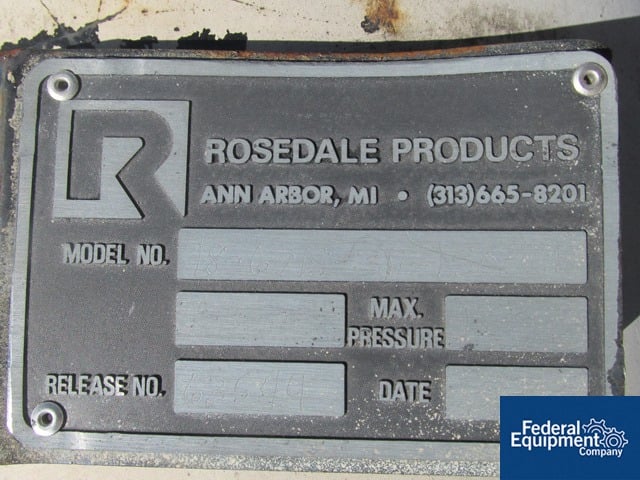 R
ROSEDALE PRODUCTS
ANN ARBOR, MI • (313)665-8201
MODEL NO.
MAX. PRESSURE
RELEASE NO.
DATE
Federal
Equipment
Company